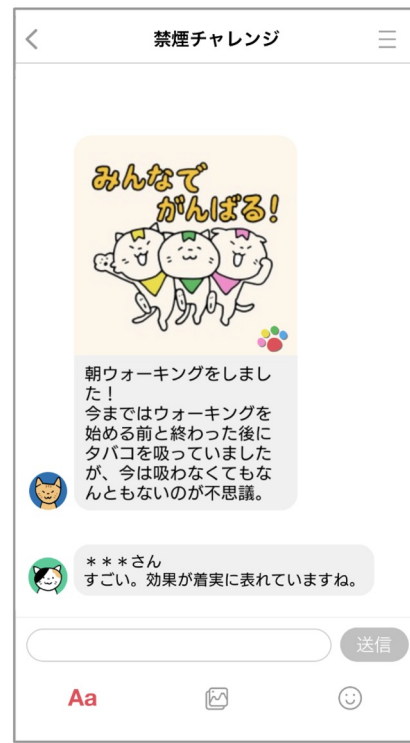 禁煙チャレンジ
みんなで
がんばる!
朝ウォーキングをしまし
た！
今まではウォーキングを
始める前と終わった後に
タバコを吸っていました
が、今は吸わなくてもな
んともないのが不思議。
＊＊＊さん
すごい。効果が着実に表れていますね。
送信
Aa